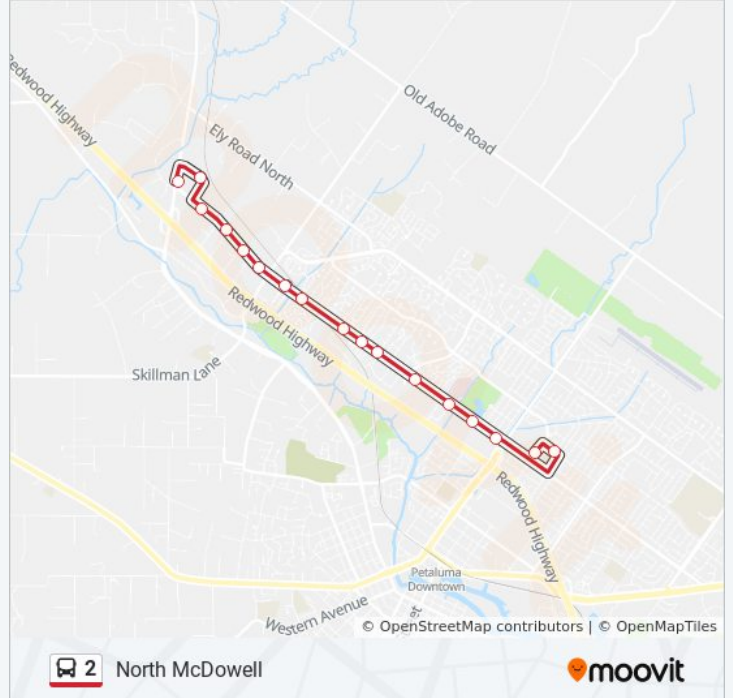 Redwood Highway
Old Adobe Road
Ely Road North
Redwood Highway
Skillman Lane
Redwood Highway
Petaluma
Downtown
Western Avenue
et
© OpenStreetMap contributors | © OpenMapTiles
2 North McDowell
moovit